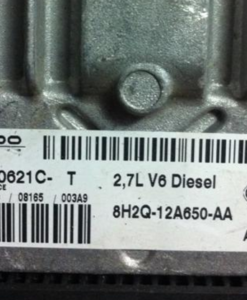 0621C- T 2,7L V6 Diesel
08165 003A9 8H2Q-12A650-AA